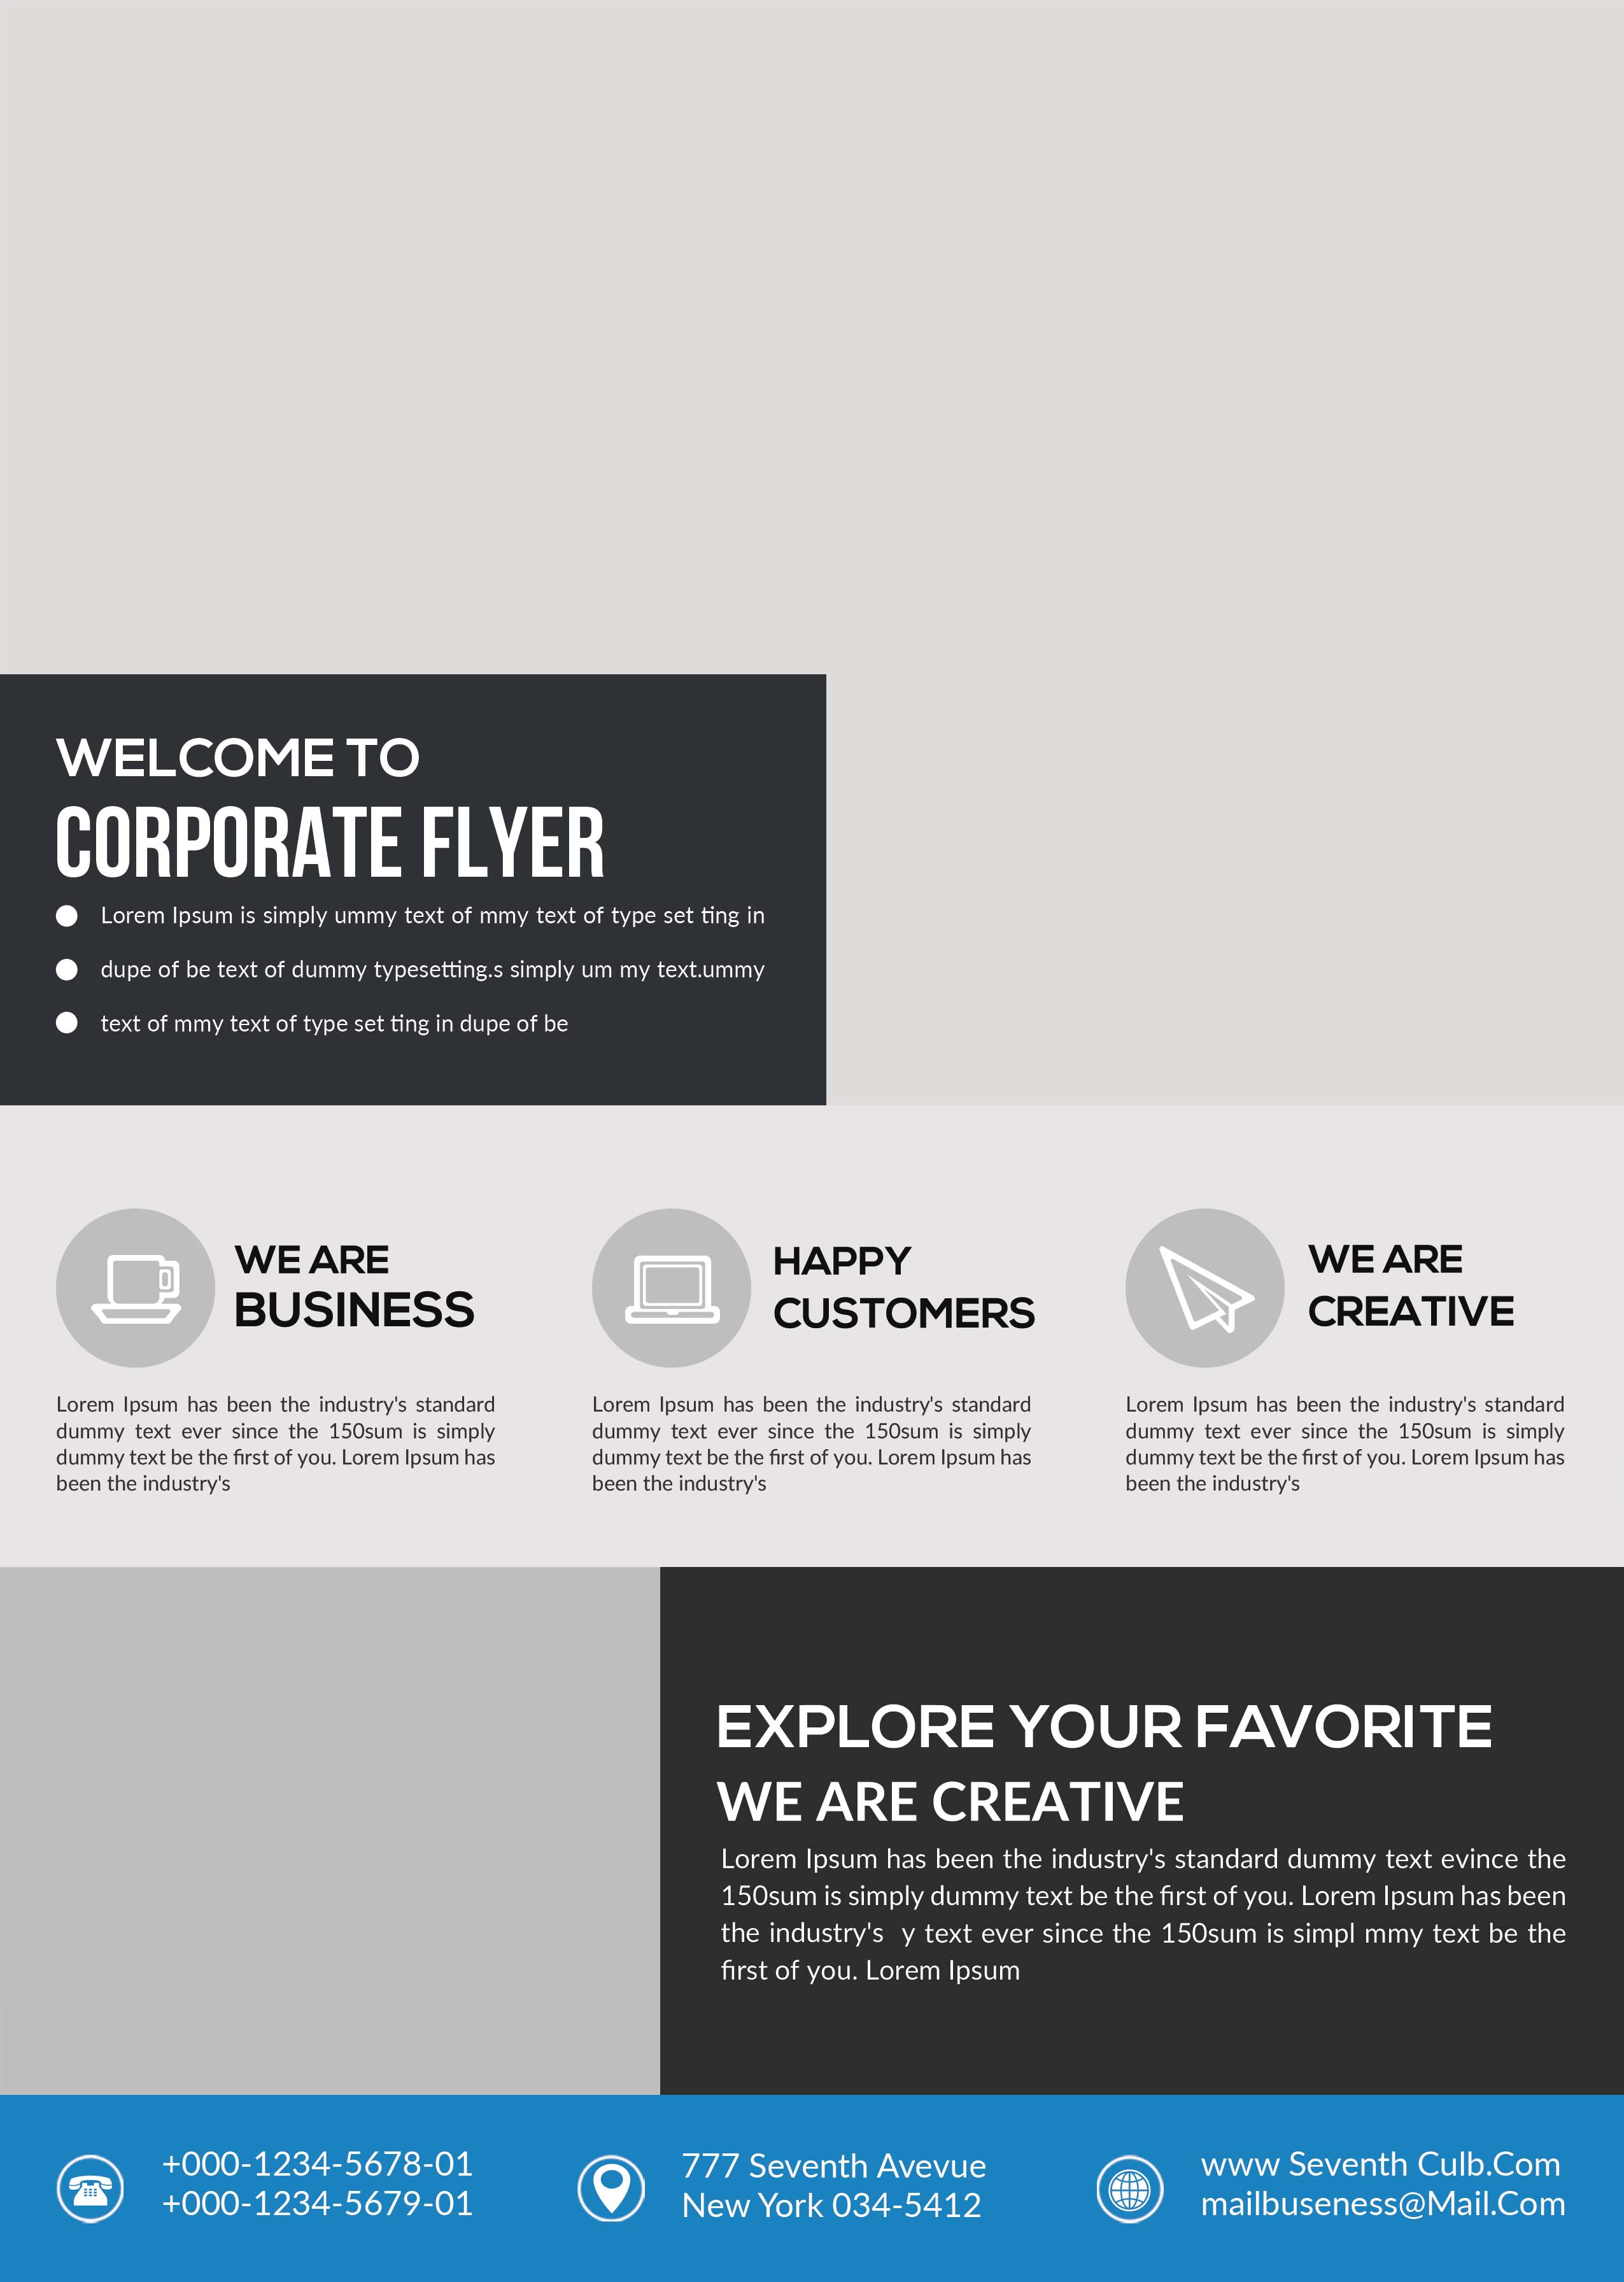 WELCOME TO
CORPORATE FLYER
Lorem Ipsum is simply ummy text of mmy text of type set ting in
dupe of be text of dummy typesetting.s simply um my text.ummy
text of mmy text of type set ting in dupe of be
WE ARE
BUSINESS
Lorem Ipsum has been the industry's standard
dummy text ever since the 150sum is simply
dummy text be the first of you. Lorem Ipsum has
been the industry's
HAPPY
CUSTOMERS
Lorem Ipsum has been the industry's standard
dummy text ever since the 150sum is simply
dummy text be the first of you. Lorem Ipsum has
been the industry's
WE ARE
CREATIVE
Lorem Ipsum has been the industry's standard
dummy text ever since the 150sum is simply
dummy text be the first of you. Lorem Ipsum has
been the industry's
EXPLORE YOUR FAVORITE
WE ARE CREATIVE
Lorem Ipsum has been the industry's standard dummy text evince the
150sum is simply dummy text be the first of you. Lorem Ipsum has been
the industry's y text ever since the 150sum is simpl mmy text be the
first of you. Lorem Ipsum
+000-1234-5678-01
+000-1234-5679-01
777 Seventh Avevue
New York 034-5412
www Seventh Culb.Com
mailbuseness@Mail.Com